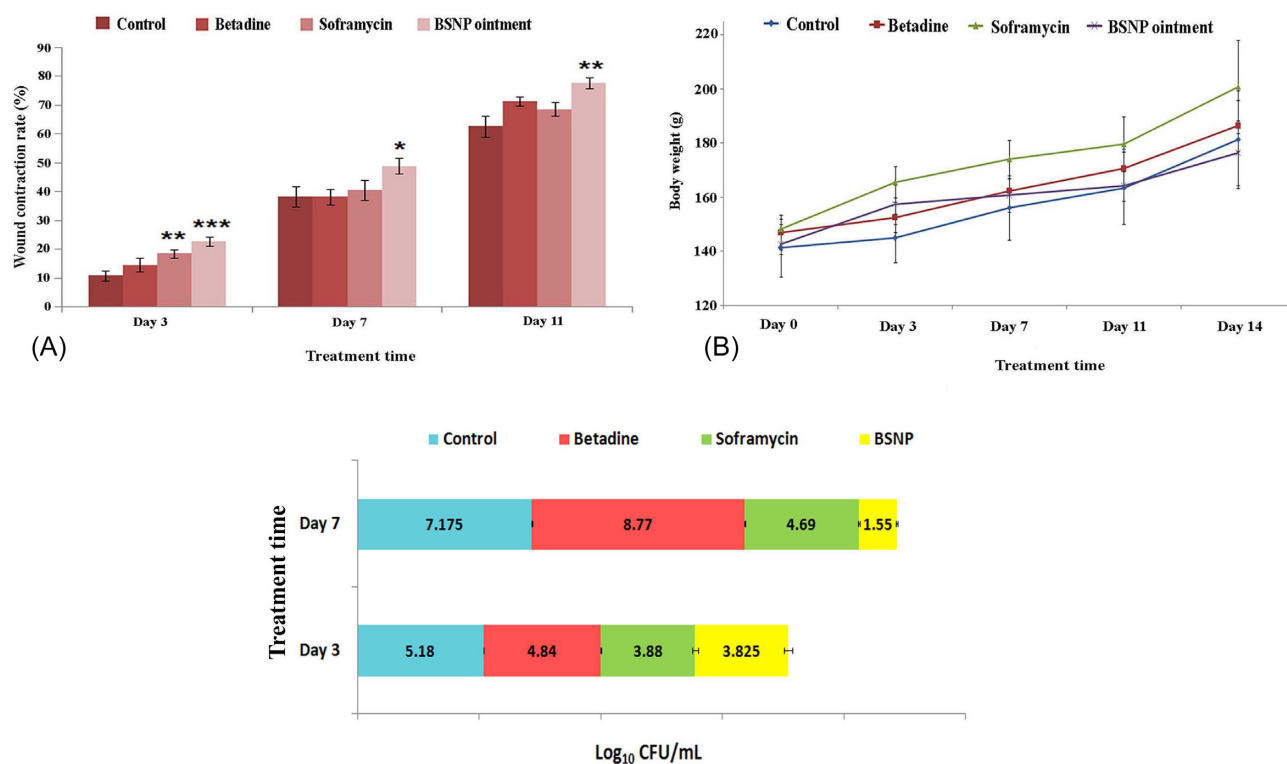 Control Betadine Soframycin BSNP ointment
Wound contraction rate (%)
90
80
70
60
50
40
30
20
10
0
** ***
*
**
Day 3 Day 7 Day 11
(A)
Treatment time
Control Betadine Soframycin BSNP ointment
Body weight (g)
220
200
180
160
140
120
Day 0 Day 3 Day 7 Day 11 Day 14
(B)
Treatment time
Control Betadine Soframycin BSNP
Treatment time
Day 7
7.175 8.77 4.69 1.55
Day 3
5.18 4.84 3.88 3.825
Log₁₀ CFU/mL